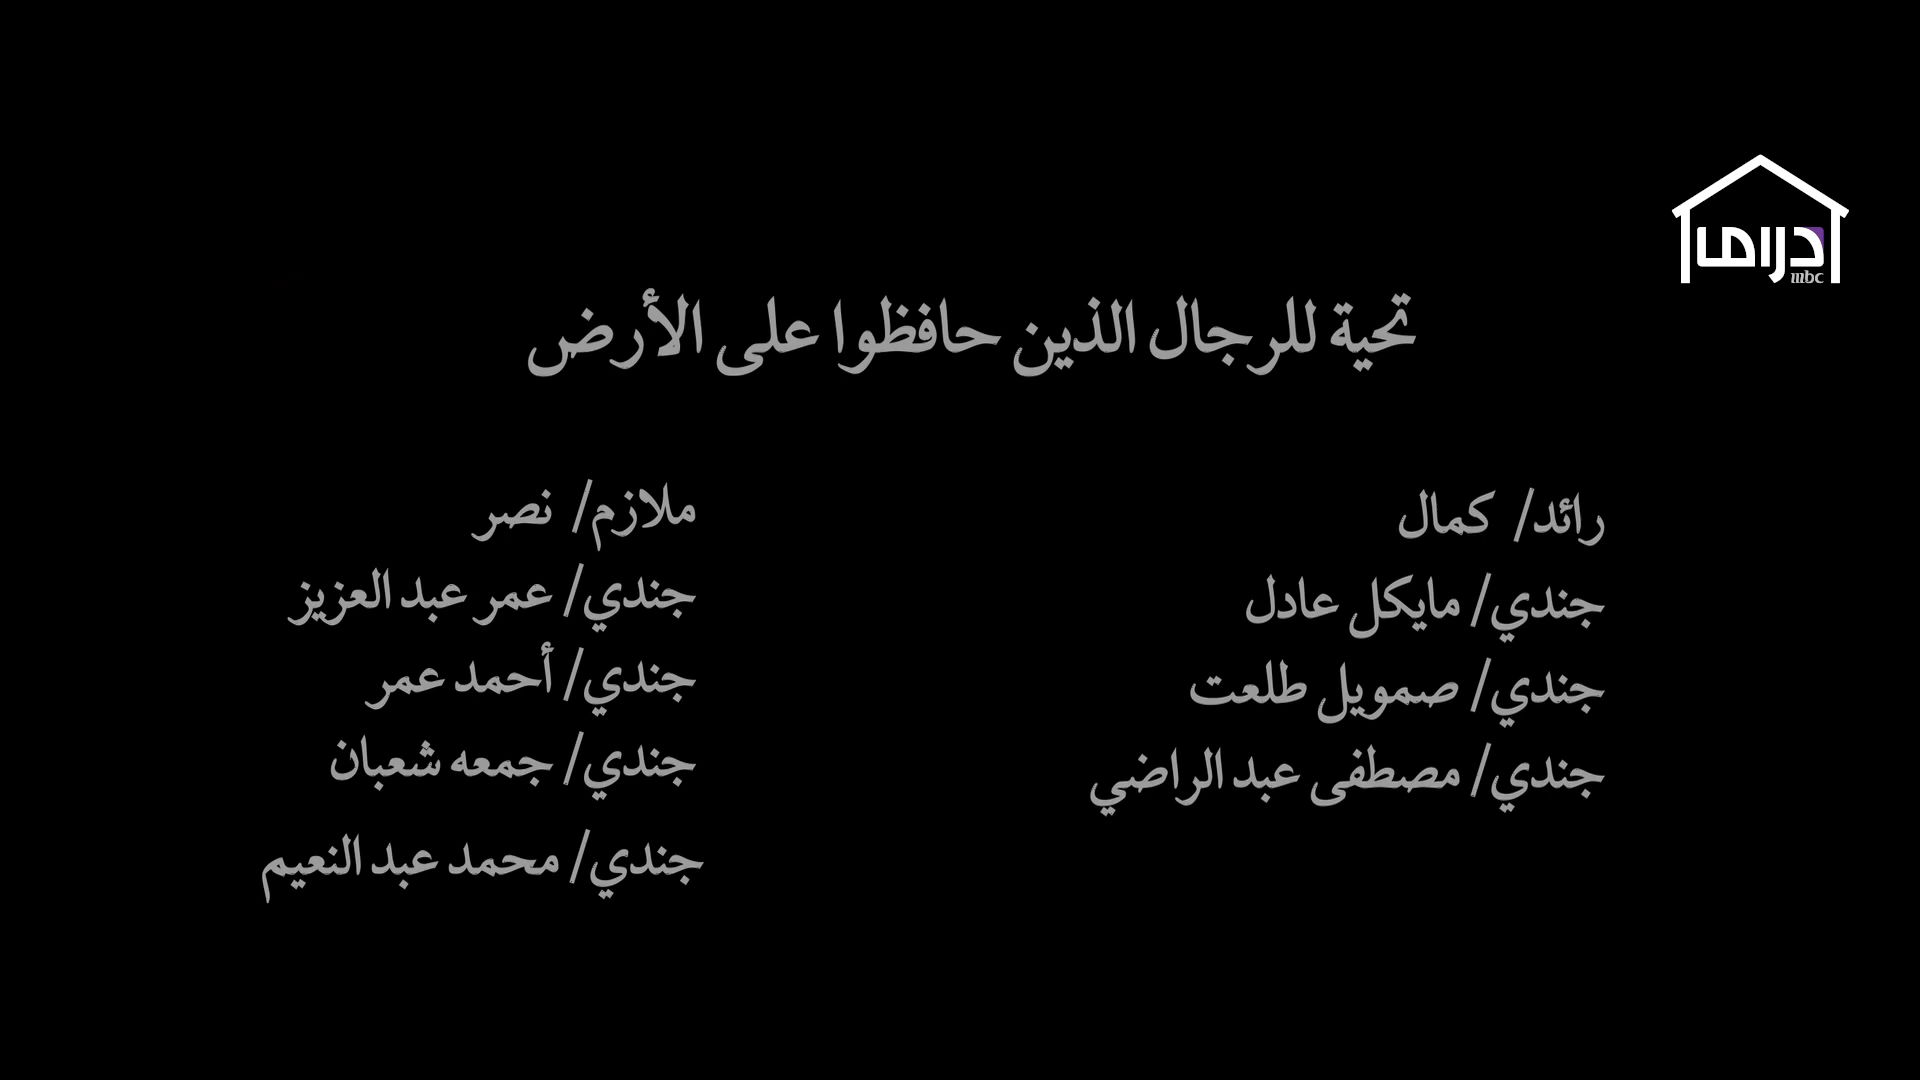 دراما
mbc
تحية للرجال الذين حافظوا على الأرض
رائد/ كمال
جندي/ مايكل عادل
جندي/ صمويل طلعت
جندي/ مصطفى عبد الراضي
ملازم/ نصر
جندي/ عمر عبد العزيز
جندي/ أحمد عمر
جندي/ جمعه شعبان
جندي/ محمد عبد النعيم